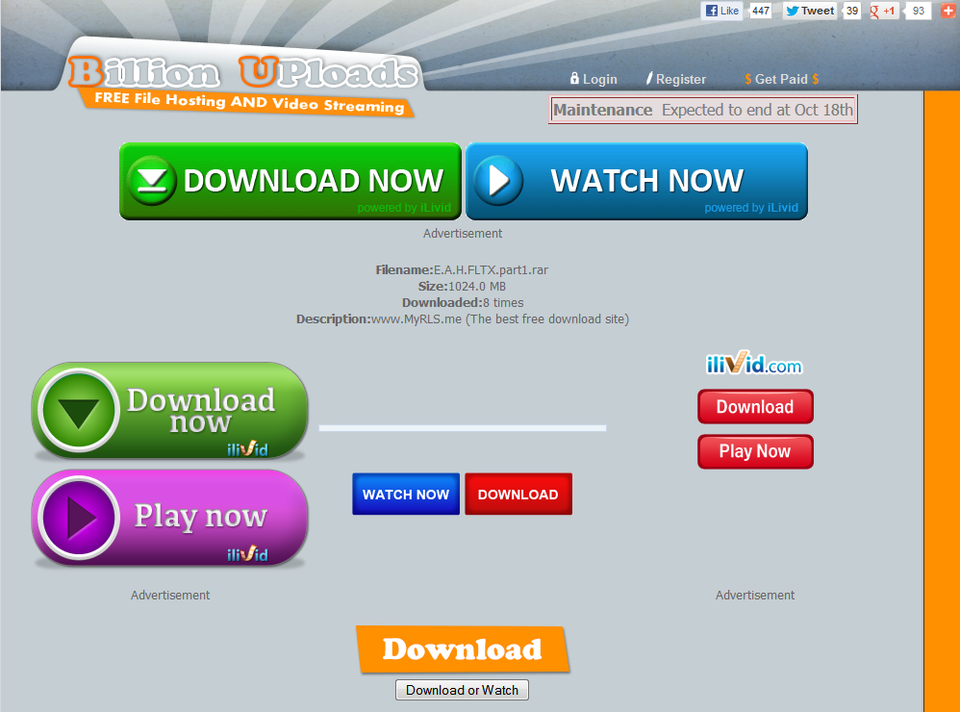 Like 447 Tweet 39 +1 93
Billion UPloads
FREE File Hosting AND Video Streaming
Login Register $ Get Paid $
Maintenance Expected to end at Oct 18th
DOWNLOAD NOW
powered by iLivid
WATCH NOW
powered by iLivid
Advertisement
Filename:E.A.H.FLTX.part1.rar
Size:1024.0 MB
Downloaded:8 times
Description:www.MyRLS.me (The best free download site)
Download
now
iliVid
Play now
iliVid
Advertisement
WATCH NOW DOWNLOAD
iliVid.com
Download
Play Now
Advertisement
Download
Download or Watch